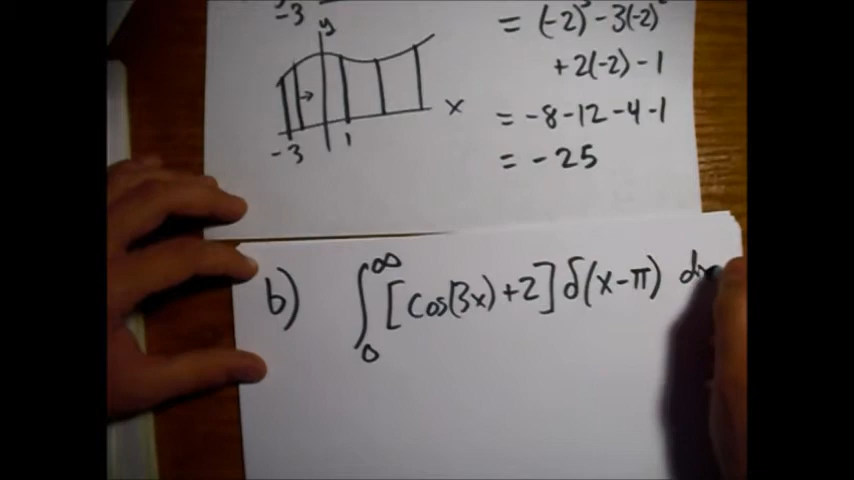 -3
y
= (-2)³ - 3(-2)²
+ 2(-2) - 1
x
= -8 - 12 - 4 - 1
-3 1
= -25
b) ∫₀^∞ [cos(3x)+2] δ(x-π) dx